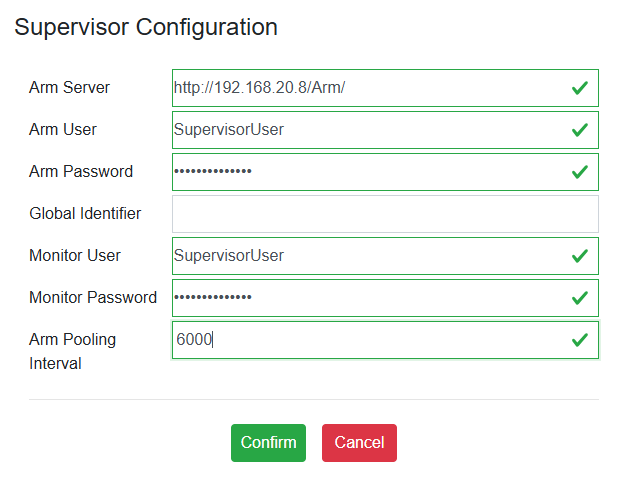 Supervisor Configuration
Arm Server http://192.168.20.8/Arm/
Arm User SupervisorUser
Arm Password ••••••••••••••
Global Identifier
Monitor User SupervisorUser
Monitor Password ••••••••••••••
Arm Pooling 6000
Interval
Confirm Cancel